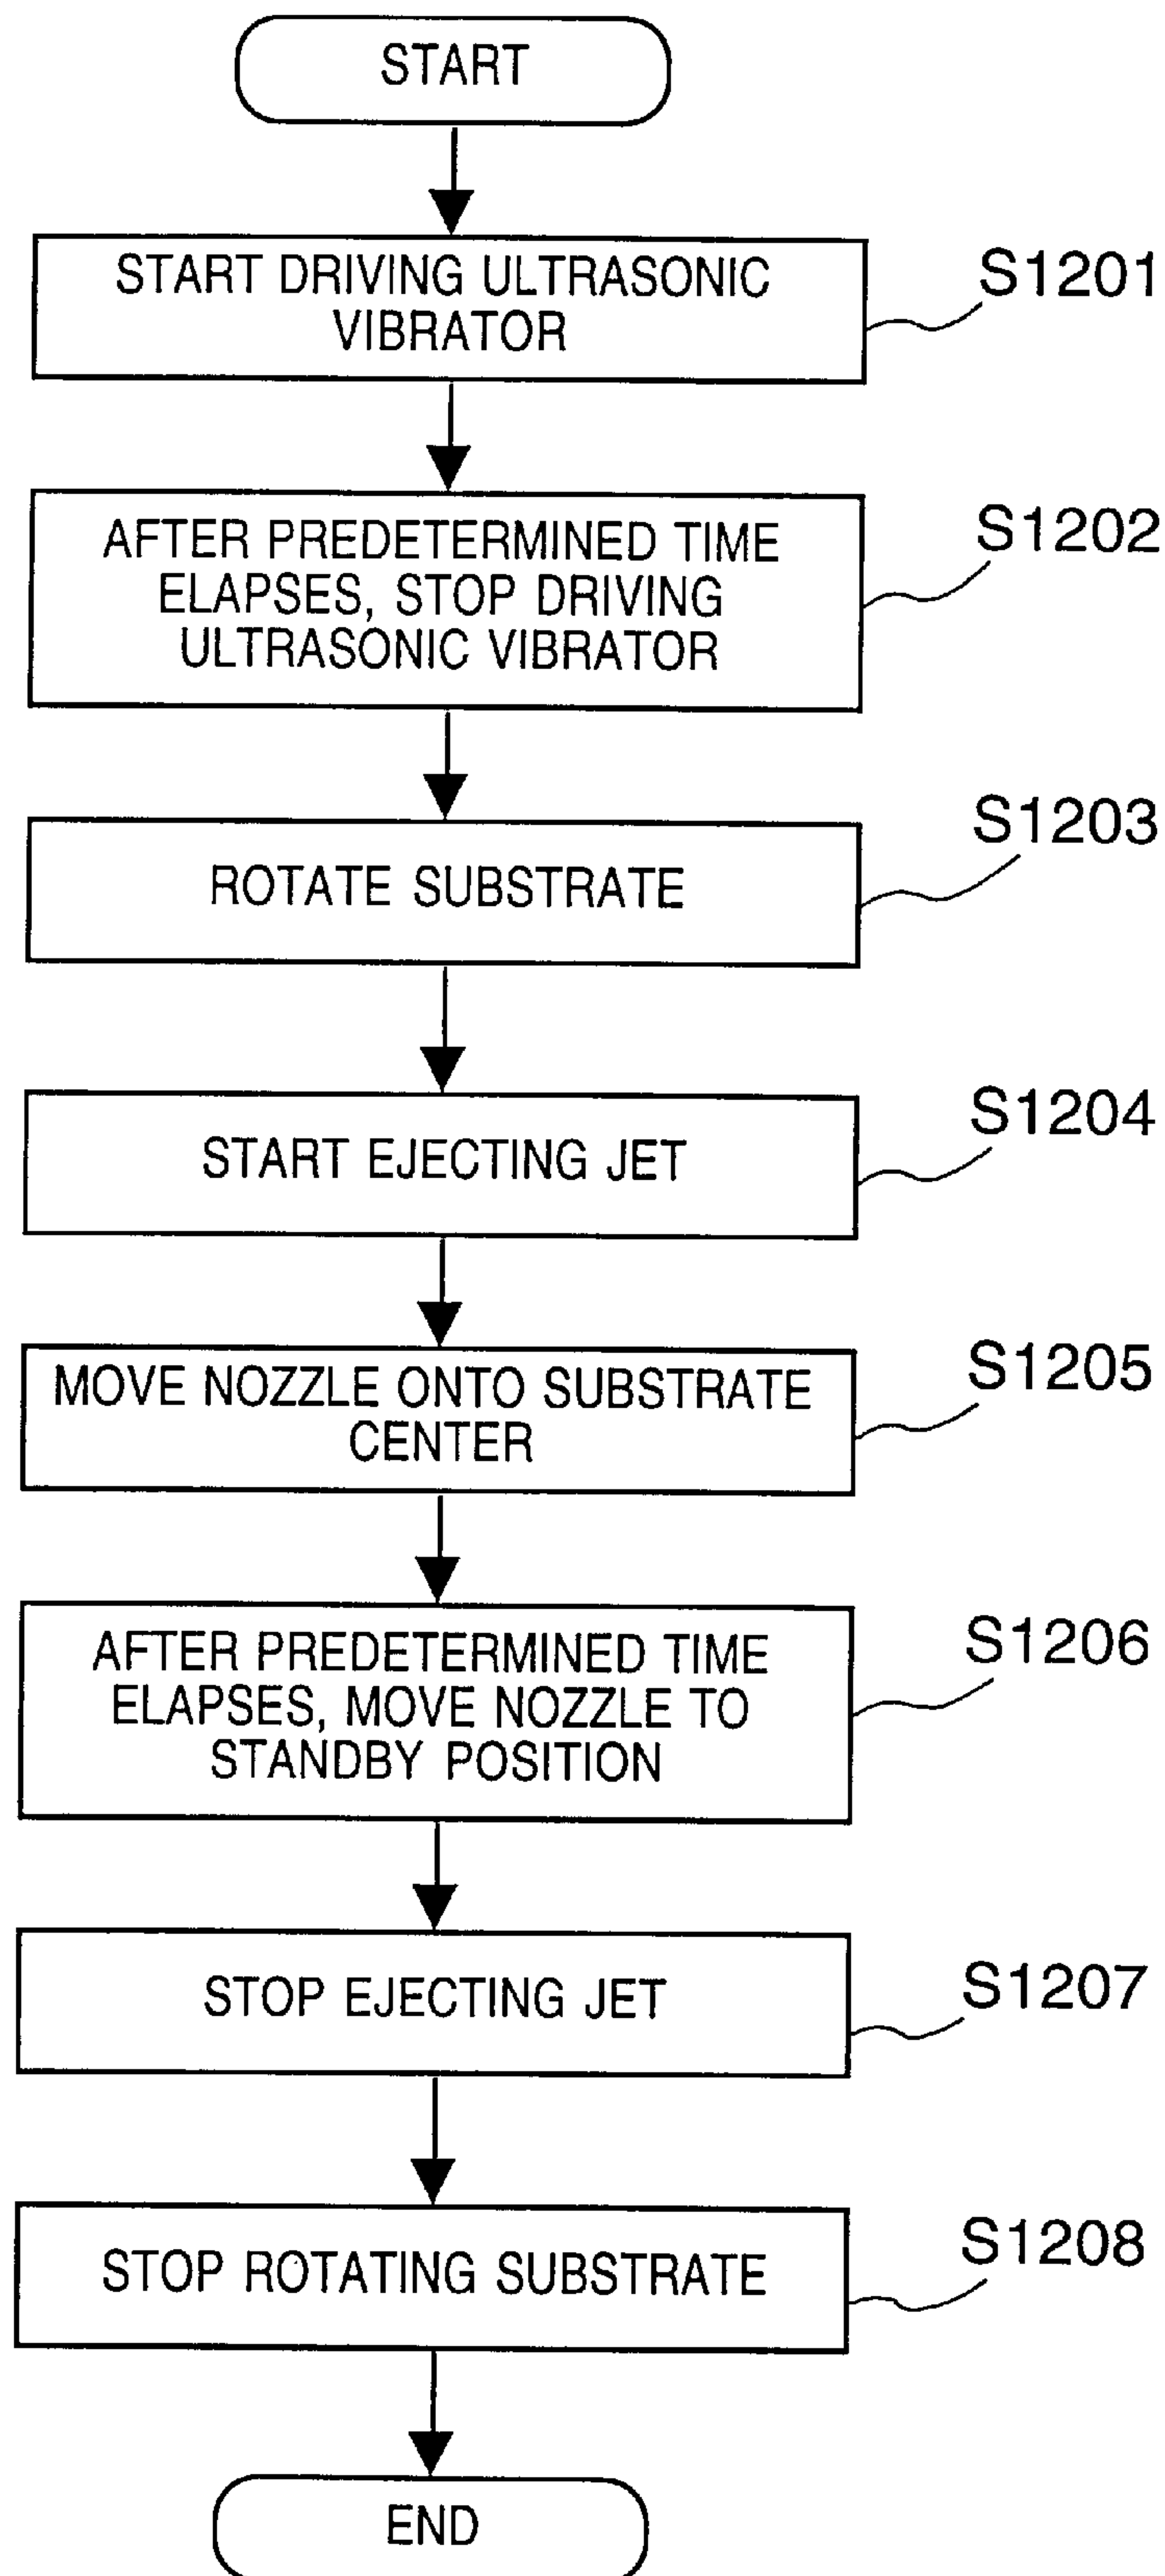 START
START DRIVING ULTRASONIC
VIBRATOR
S1201
AFTER PREDETERMINED TIME
ELAPSES, STOP DRIVING
ULTRASONIC VIBRATOR
S1202
ROTATE SUBSTRATE
S1203
START EJECTING JET
S1204
MOVE NOZZLE ONTO SUBSTRATE
CENTER
S1205
AFTER PREDETERMINED TIME
ELAPSES, MOVE NOZZLE TO
STANDBY POSITION
S1206
STOP EJECTING JET
S1207
STOP ROTATING SUBSTRATE
S1208
END